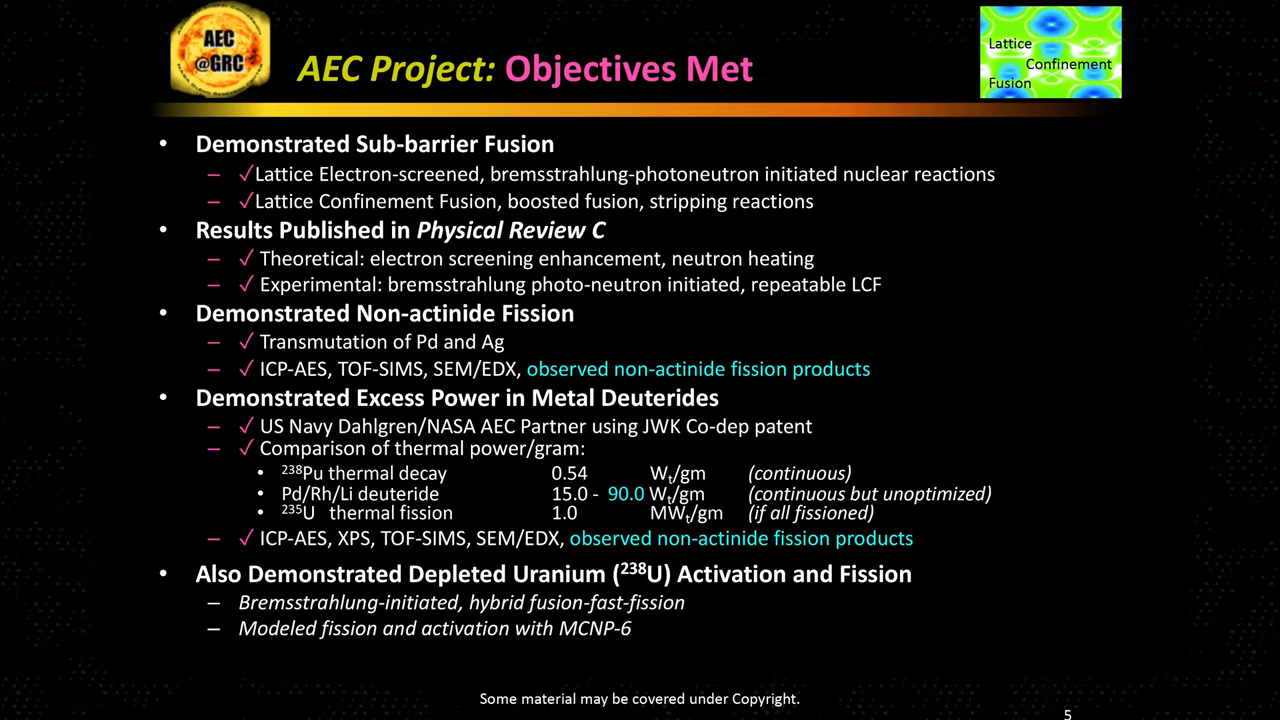 AEC
@GRC
AEC Project: Objectives Met
Lattice
Confinement
Fusion
• Demonstrated Sub-barrier Fusion
– ✓Lattice Electron-screened, bremsstrahlung-photoneutron initiated nuclear reactions
– ✓Lattice Confinement Fusion, boosted fusion, stripping reactions
• Results Published in Physical Review C
– ✓ Theoretical: electron screening enhancement, neutron heating
– ✓ Experimental: bremsstrahlung photo-neutron initiated, repeatable LCF
• Demonstrated Non-actinide Fission
– ✓ Transmutation of Pd and Ag
– ✓ ICP-AES, TOF-SIMS, SEM/EDX, observed non-actinide fission products
• Demonstrated Excess Power in Metal Deuterides
– ✓ US Navy Dahlgren/NASA AEC Partner using JWK Co-dep patent
– ✓ Comparison of thermal power/gram:
• ²³⁸Pu thermal decay 0.54 Wₜ/gm (continuous)
• Pd/Rh/Li deuteride 15.0 - 90.0 Wₜ/gm (continuous but unoptimized)
• ²³⁵U thermal fission 1.0 MWₜ/gm (if all fissioned)
– ✓ ICP-AES, XPS, TOF-SIMS, SEM/EDX, observed non-actinide fission products
• Also Demonstrated Depleted Uranium (²³⁸U) Activation and Fission
– Bremsstrahlung-initiated, hybrid fusion-fast-fission
– Modeled fission and activation with MCNP-6
Some material may be covered under Copyright.
5